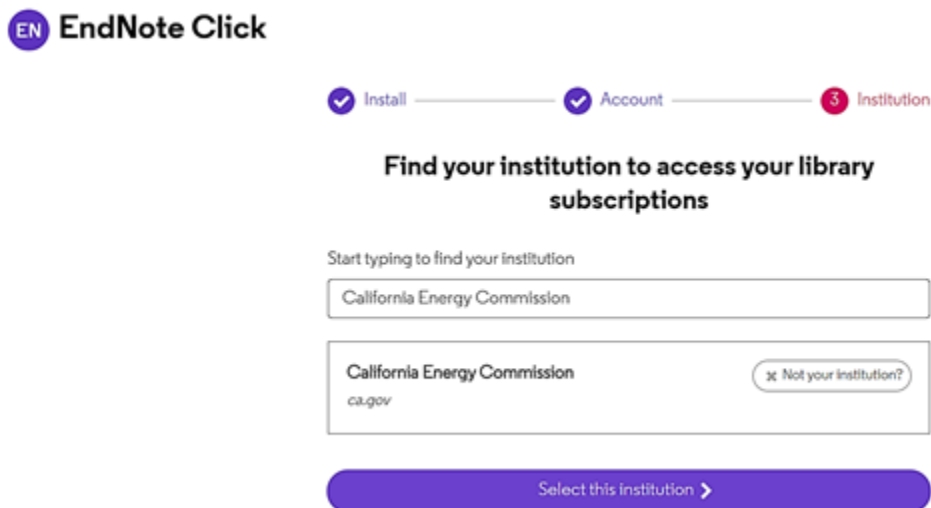 EN EndNote Click
Install Account 3 Institution
Find your institution to access your library
subscriptions
Start typing to find your institution
California Energy Commission
California Energy Commission
× Not your institution?
ca.gov
Select this institution